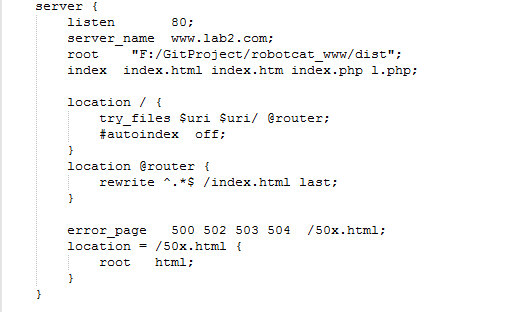 server {
    listen       80;
    server_name  www.lab2.com;
    root    "F:/GitProject/robotcat_www/dist";
    index  index.html index.htm index.php l.php;

    location / {
        try_files $uri $uri/ @router;
        #autoindex  off;
    }
    location @router {
        rewrite ^.*$ /index.html last;
    }

    error_page   500 502 503 504  /50x.html;
    location = /50x.html {
        root   html;
    }
}